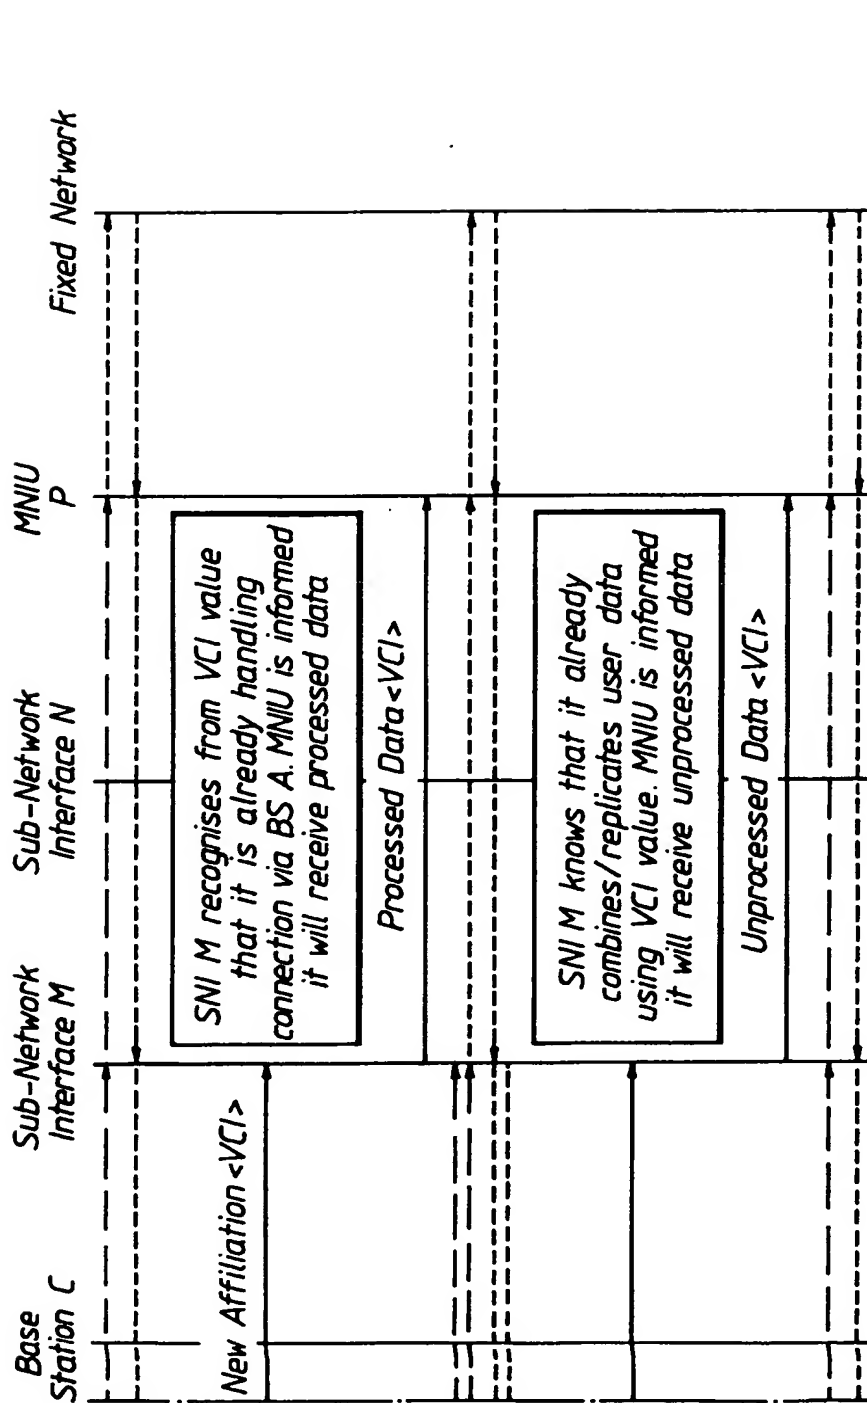 Base
Station C
Sub-Network
Interface M
Sub-Network
Interface N
MNIU
P
Fixed Network
New Affiliation <VCI>
SNI M recognises from VCI value
that it is already handling
connection via BS A. MNIU is informed
it will receive processed data
Processed Data <VCI>
SNI M knows that it already
combines/replicates user data
using VCI value. MNIU is informed
it will receive unprocessed data
Unprocessed Data <VCI>